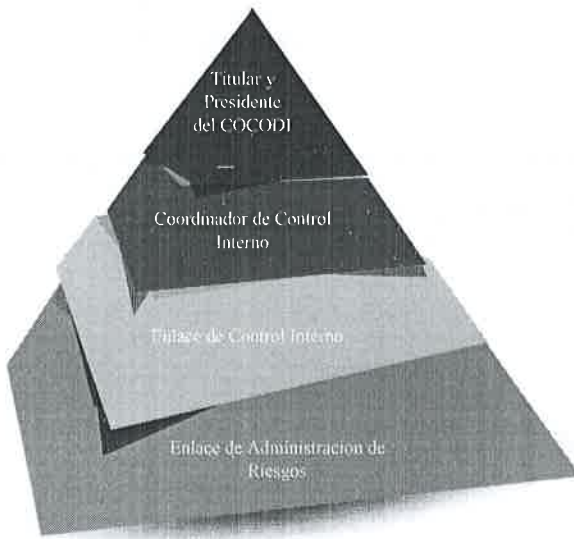 Titular y
Presidente
del COCODI
Coordinador de Control
Interno
Enlace de Control Interno
Enlace de Administracion de
Riesgos